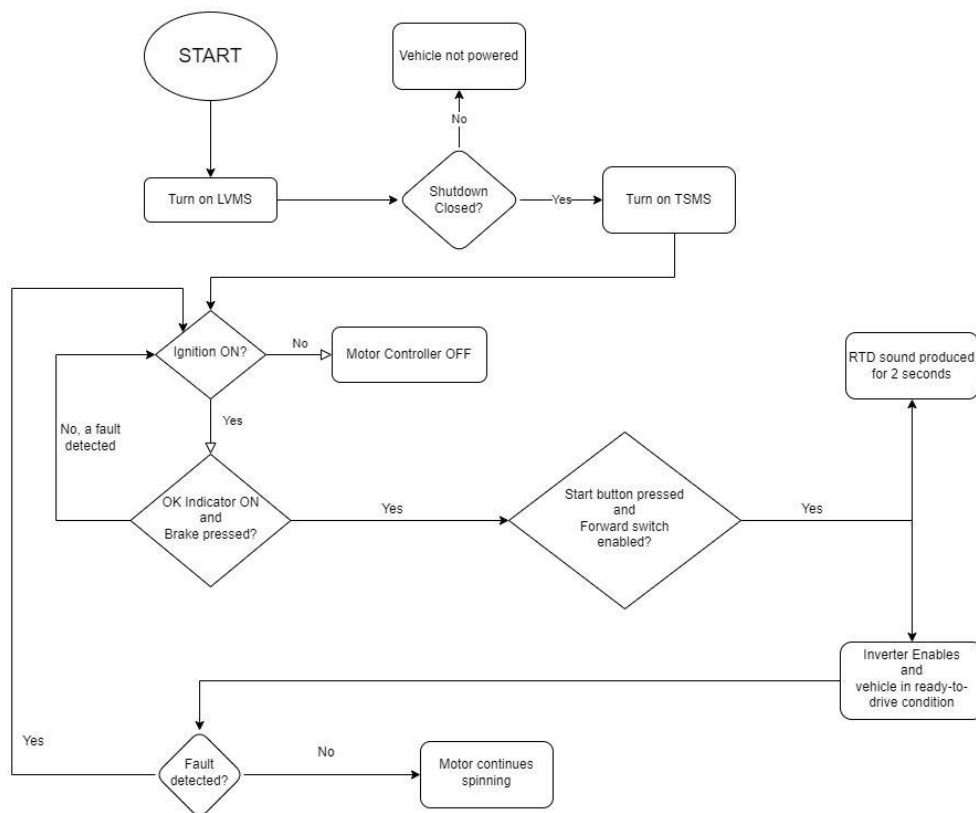 START
Vehicle not powered
No
Turn on LVMS
Shutdown
Closed?
Yes
Turn on TSMS
Ignition ON?
No
Motor Controller OFF
RTD sound produced
for 2 seconds
Yes
No, a fault
detected
OK Indicator ON
and
Brake pressed?
Yes
Start button pressed
and
Forward switch
enabled?
Yes
Inverter Enables
and
vehicle in ready-to-
drive condition
Yes
Fault
detected?
No
Motor continues
spinning